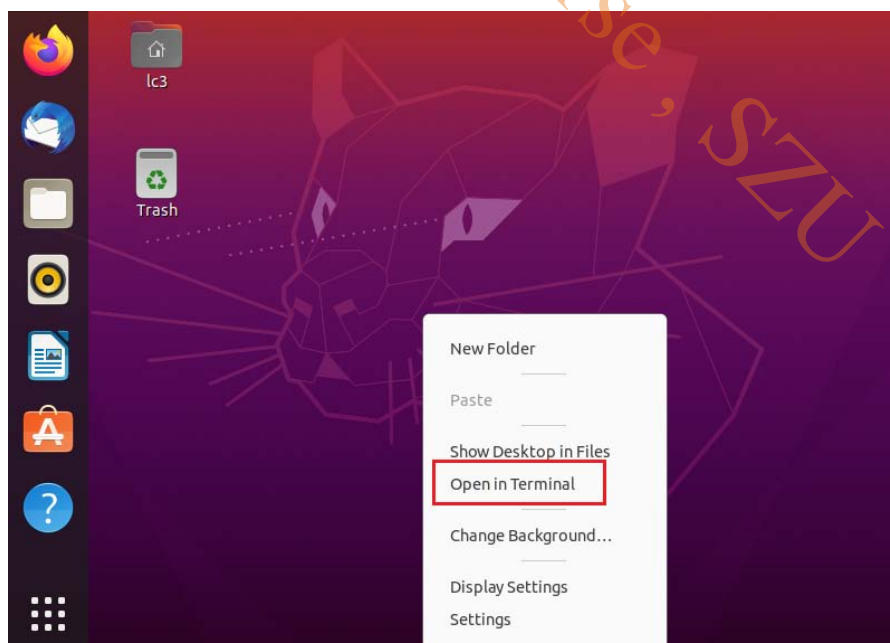 lc3
Trash
New Folder
Paste
Show Desktop in Files
Open in Terminal
Change Background...
Display Settings
Settings
, SZU